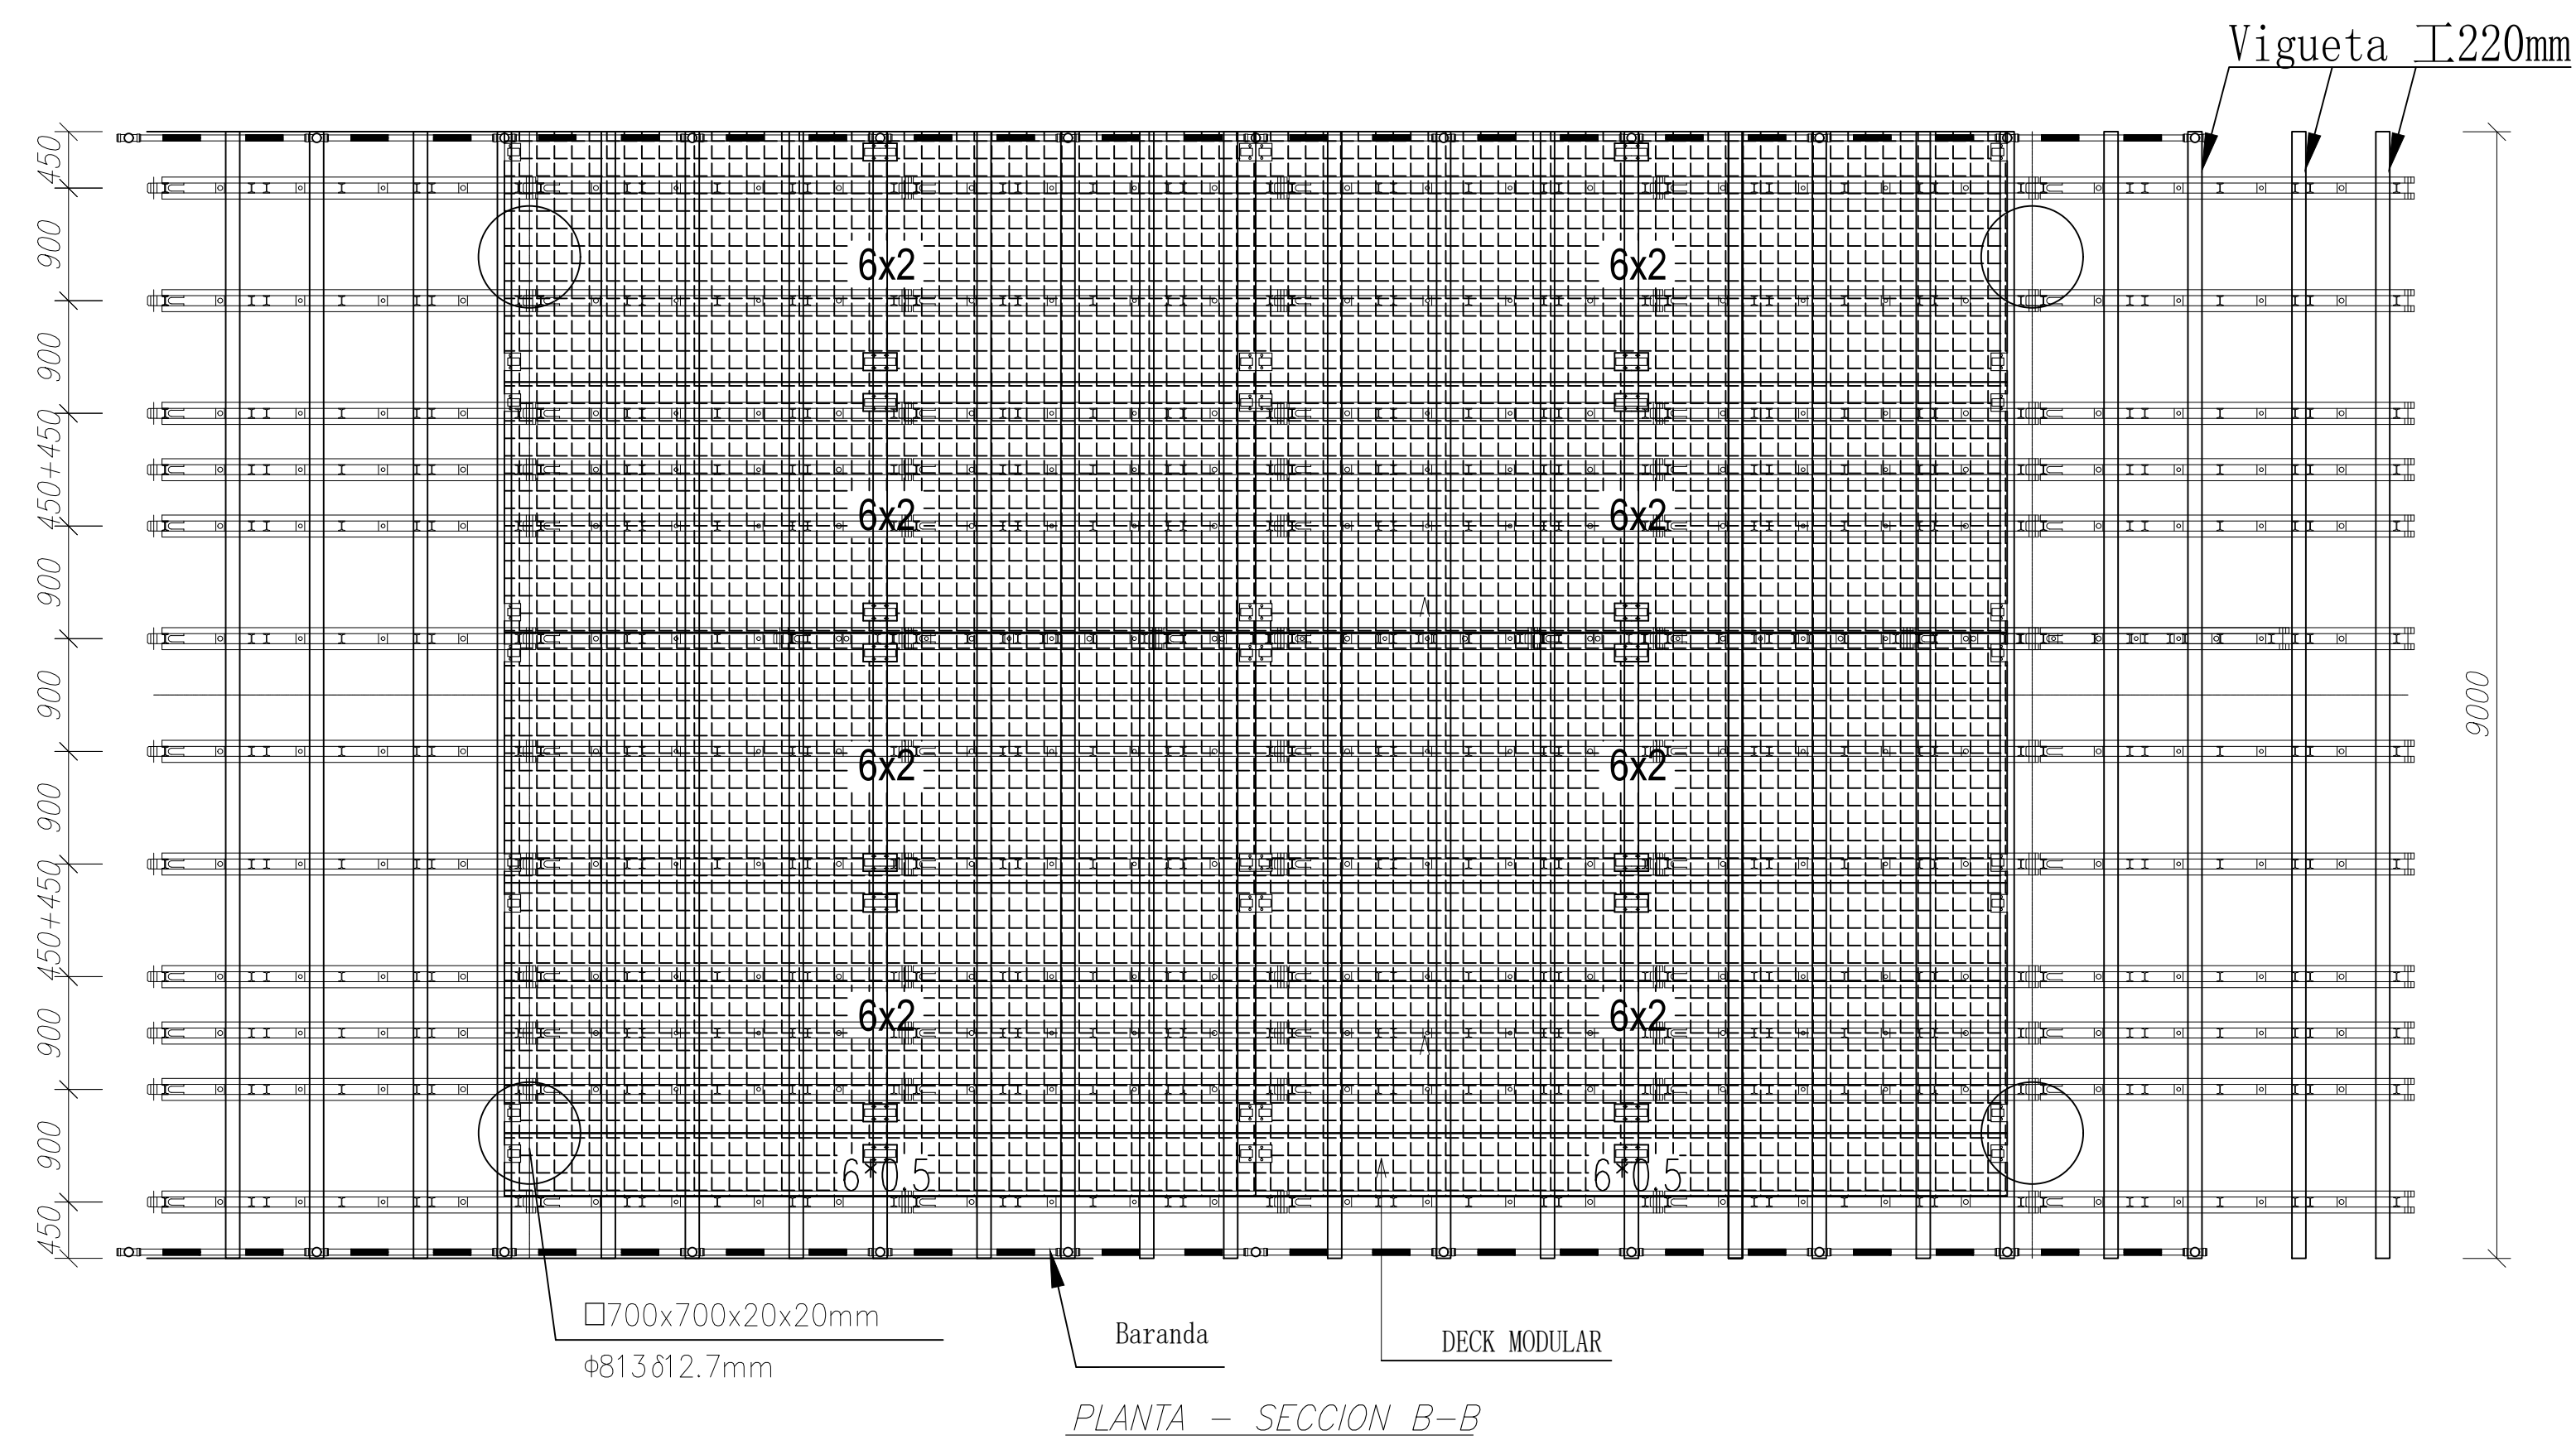 Vigueta 工220mm
450
900
900
450+450
900
900
900
450+450
900
900
450
9000
6x2
6x2
6x2
6x2
6x2
6x2
6x2
6x2
6*0.5
6*0.5
□700x700x20x20mm
ϕ813δ12.7mm
Baranda
DECK MODULAR
PLANTA - SECCION B-B